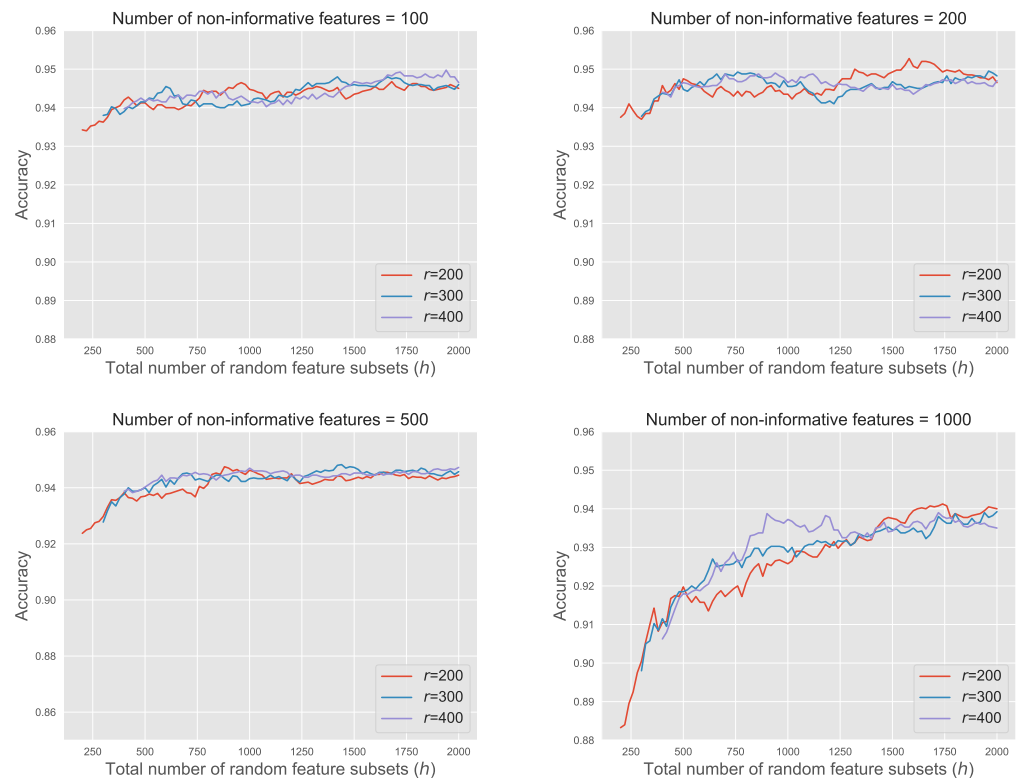 Number of non-informative features = 100
0.96
0.95
0.94
0.93
0.92
0.91
0.90
0.89
0.88
Accuracy
r=200
r=300
r=400
250 500 750 1000 1250 1500 1750 2000
Total number of random feature subsets (h)
Number of non-informative features = 200
0.96
0.95
0.94
0.93
0.92
0.91
0.90
0.89
0.88
Accuracy
r=200
r=300
r=400
250 500 750 1000 1250 1500 1750 2000
Total number of random feature subsets (h)
Number of non-informative features = 500
0.96
0.94
0.92
0.90
0.88
0.86
Accuracy
r=200
r=300
r=400
250 500 750 1000 1250 1500 1750 2000
Total number of random feature subsets (h)
Number of non-informative features = 1000
0.96
0.95
0.94
0.93
0.92
0.91
0.90
0.89
0.88
Accuracy
r=200
r=300
r=400
250 500 750 1000 1250 1500 1750 2000
Total number of random feature subsets (h)